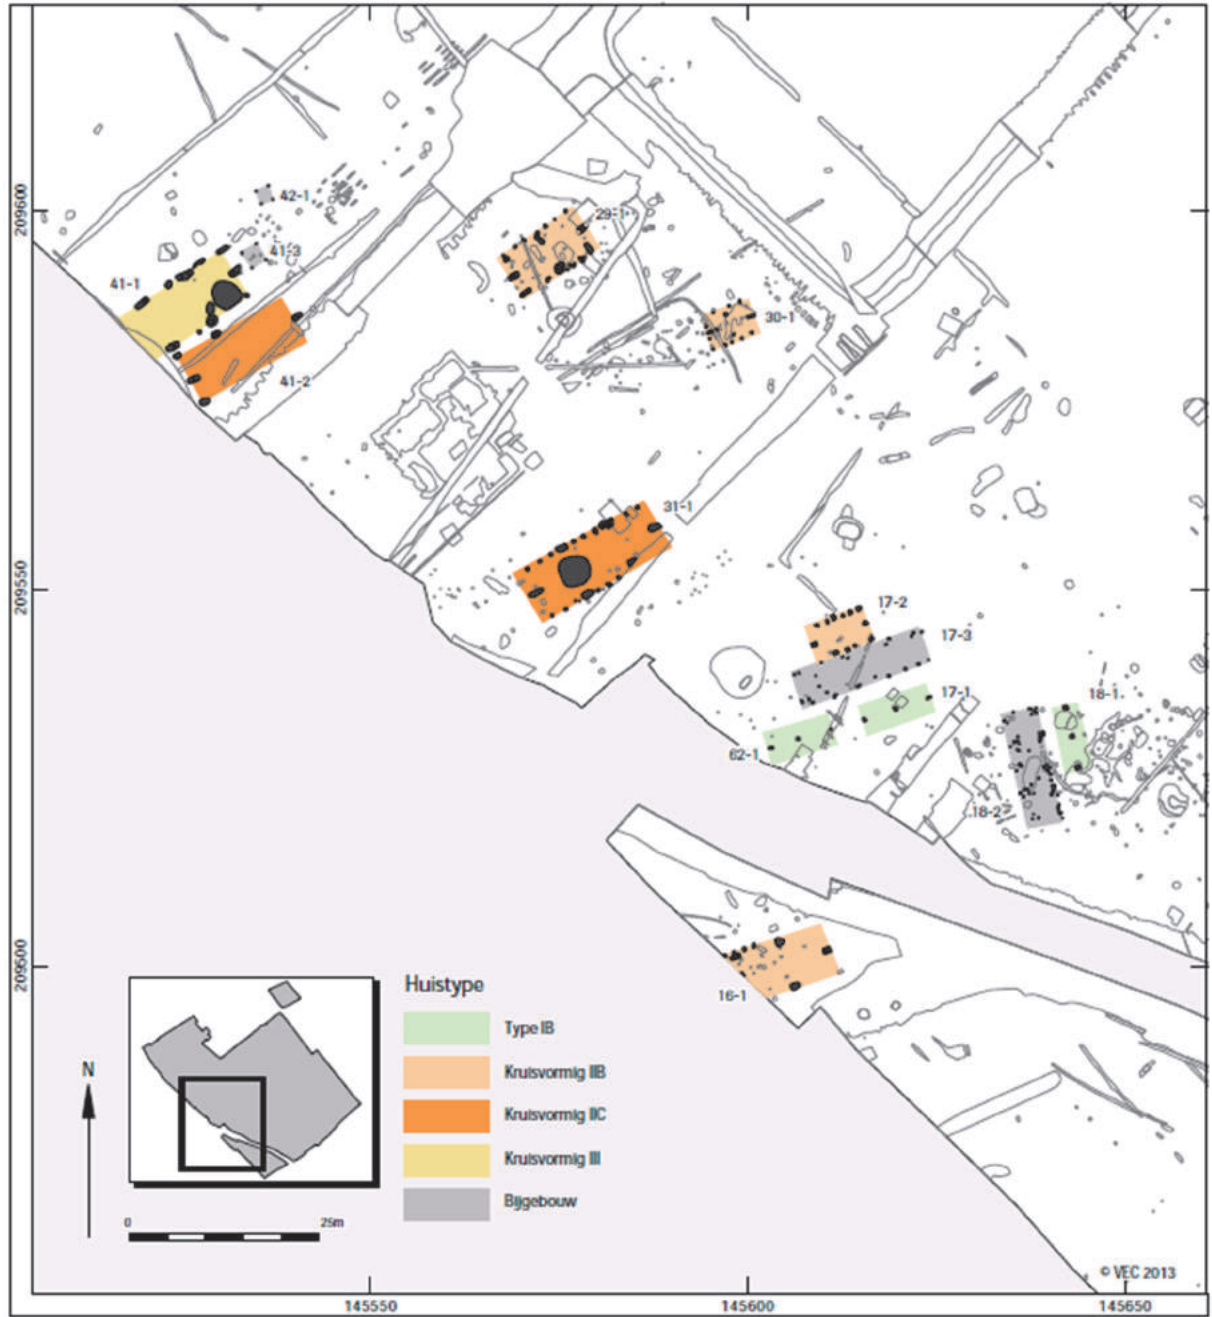 209600
209550
209500
42-1
41-3
41-1
41-2
29-1
30-1
31-1
17-2
17-3
17-1
62-1
18-1
18-2
16-1
N
0
25m
Huistype
Type IB
Kruisvormig IIB
Kruisvormig IIC
Kruisvormig III
Bijgebouw
© VEC 2013
145550
145600
145650